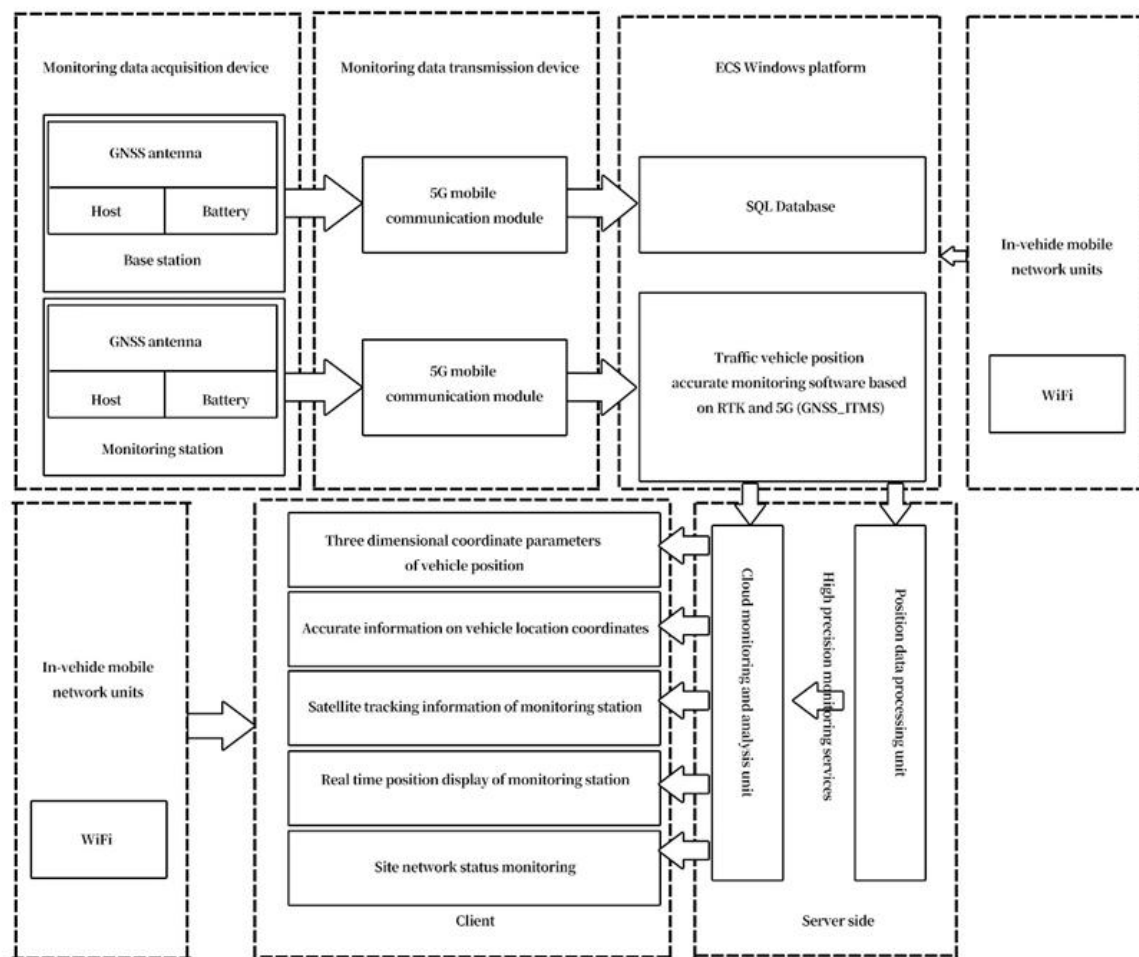 Monitoring data acquisition device
GNSS antenna
Host
Battery
Base station
GNSS antenna
Host
Battery
Monitoring station
Monitoring data transmission device
5G mobile
communication module
5G mobile
communication module
ECS Windows platform
SQL Database
Traffic vehicle position
accurate monitoring software based
on RTK and 5G (GNSS_ITMS)
In-vehide mobile
network units
WiFi
In-vehide mobile
network units
WiFi
Three dimensional coordinate parameters
of vehicle position
Accurate information on vehicle location coordinates
Satellite tracking information of monitoring station
Real time position display of monitoring station
Site network status monitoring
Client
Cloud monitoring and analysis unit
High precision monitoring services
Position data processing unit
Server side